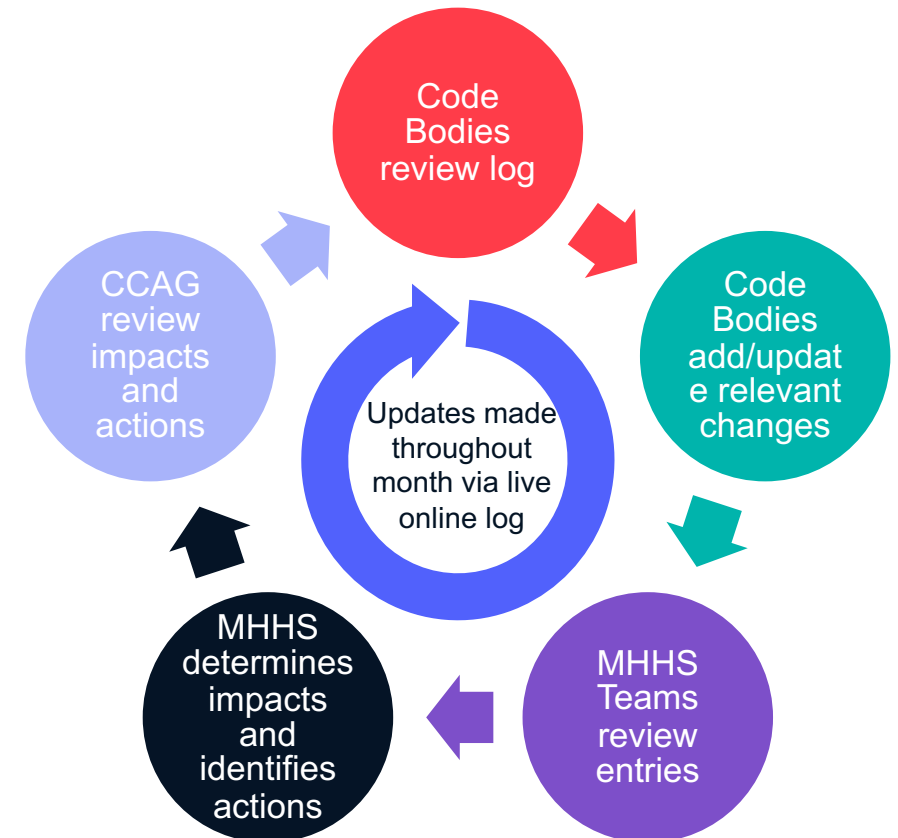 Code
Bodies
review log
Code
Bodies
add/updat
e relevant
changes
MHHS
Teams
review
entries
MHHS
determines
impacts
and
identifies
actions
CCAG
review
impacts
and
actions
Updates made
throughout
month via live
online log